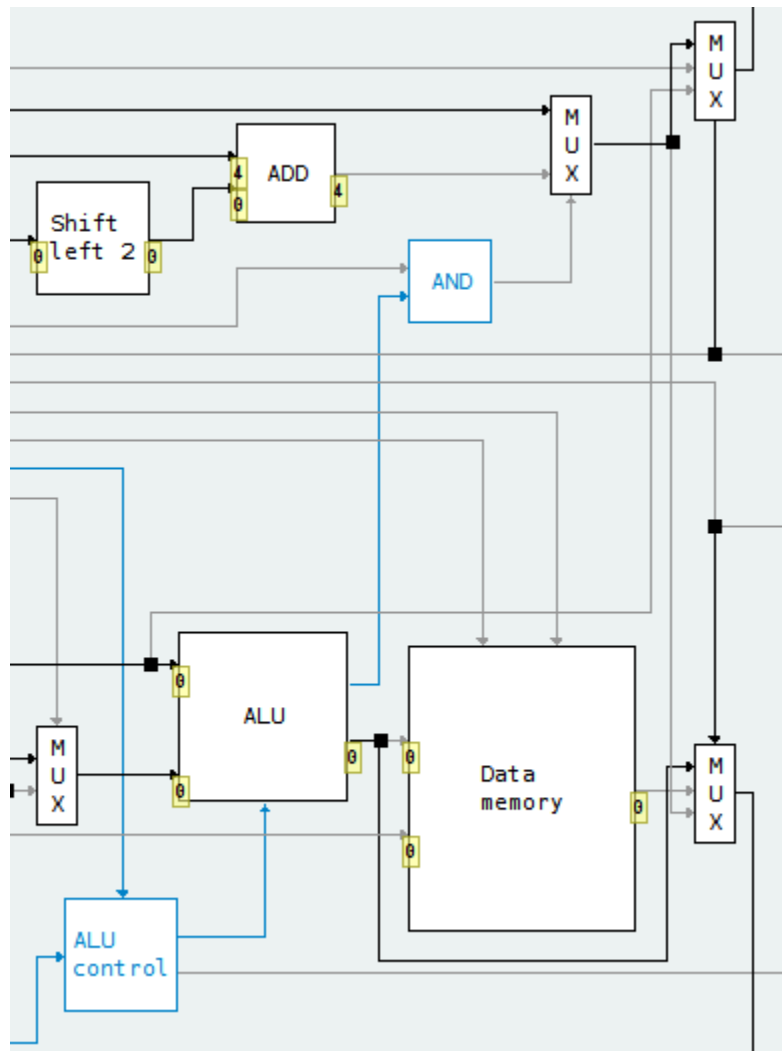 M
U
X
M
U
X
ADD
4
0
4
Shift
left 2
0
0
AND
ALU
0
0
0
M
U
X
Data
memory
0
0
0
M
U
X
ALU
control